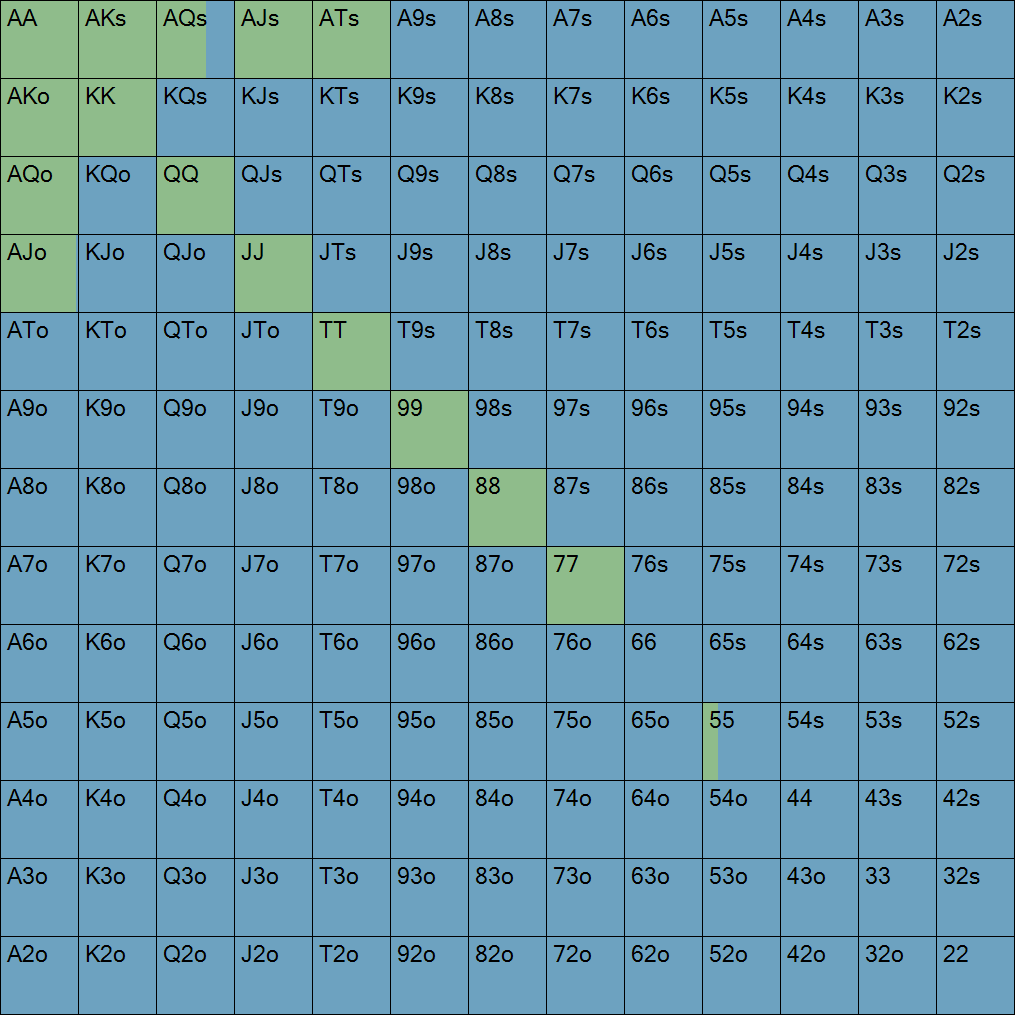 AA AKs AQs AJs ATs A9s A8s A7s A6s A5s A4s A3s A2s
AKo KK KQs KJs KTs K9s K8s K7s K6s K5s K4s K3s K2s
AQo KQo QQ QJs QTs Q9s Q8s Q7s Q6s Q5s Q4s Q3s Q2s
AJo KJo QJo JJ JTs J9s J8s J7s J6s J5s J4s J3s J2s
ATo KTo QTo JTo TT T9s T8s T7s T6s T5s T4s T3s T2s
A9o K9o Q9o J9o T9o 99 98s 97s 96s 95s 94s 93s 92s
A8o K8o Q8o J8o T8o 98o 88 87s 86s 85s 84s 83s 82s
A7o K7o Q7o J7o T7o 97o 87o 77 76s 75s 74s 73s 72s
A6o K6o Q6o J6o T6o 96o 86o 76o 66 65s 64s 63s 62s
A5o K5o Q5o J5o T5o 95o 85o 75o 65o 55 54s 53s 52s
A4o K4o Q4o J4o T4o 94o 84o 74o 64o 54o 44 43s 42s
A3o K3o Q3o J3o T3o 93o 83o 73o 63o 53o 43o 33 32s
A2o K2o Q2o J2o T2o 92o 82o 72o 62o 52o 42o 32o 22